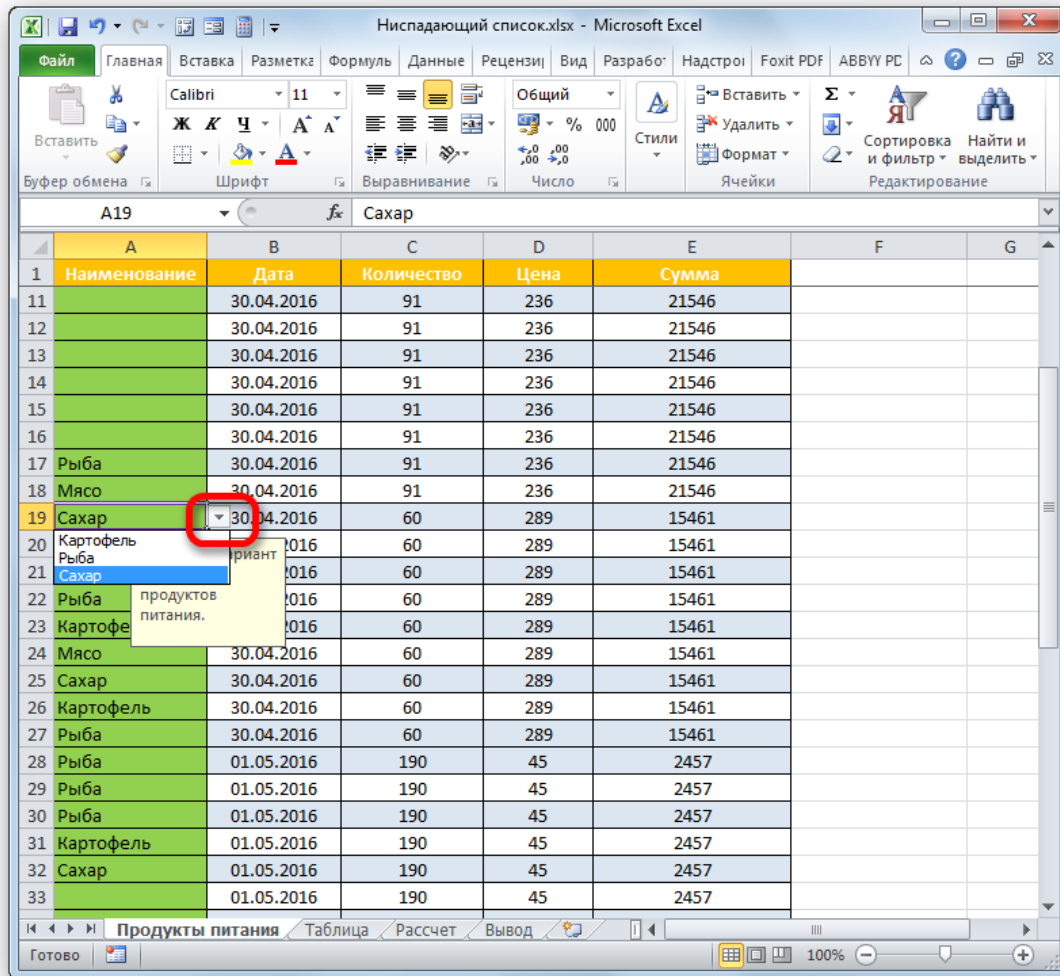 Ниспадающий список.xlsx - Microsoft Excel
Файл Главная Вставка Разметка Формуль Данные Рецензи Вид Разработ Надстрої Foxit PDF ABBYY PD
Calibri 11 Общий Вставить Σ
Ж К Ч A A % 000 Удалить
Вставить Стили Формат Сортировка и фильтр Найти и выделить
Буфер обмена Шрифт Выравнивание Число Ячейки Редактирование
A19 fx Сахар
A B C D E F G
1 Наименование Дата Количество Цена Сумма
11 30.04.2016 91 236 21546
12 30.04.2016 91 236 21546
13 30.04.2016 91 236 21546
14 30.04.2016 91 236 21546
15 30.04.2016 91 236 21546
16 30.04.2016 91 236 21546
17 Рыба 30.04.2016 91 236 21546
18 Мясо 30.04.2016 91 236 21546
19 Сахар 30.04.2016 60 289 15461
20 Картофель риант 2016 60 289 15461
Рыба
21 Сахар 2016 60 289 15461
22 Рыба продуктов 2016 60 289 15461
23 Картофе питания. 2016 60 289 15461
24 Мясо 30.04.2016 60 289 15461
25 Сахар 30.04.2016 60 289 15461
26 Картофель 30.04.2016 60 289 15461
27 Рыба 30.04.2016 60 289 15461
28 Рыба 01.05.2016 190 45 2457
29 Рыба 01.05.2016 190 45 2457
30 Рыба 01.05.2016 190 45 2457
31 Картофель 01.05.2016 190 45 2457
32 Сахар 01.05.2016 190 45 2457
33 01.05.2016 190 45 2457
Продукты питания Таблица Рассчет Вывод
Готово 100%